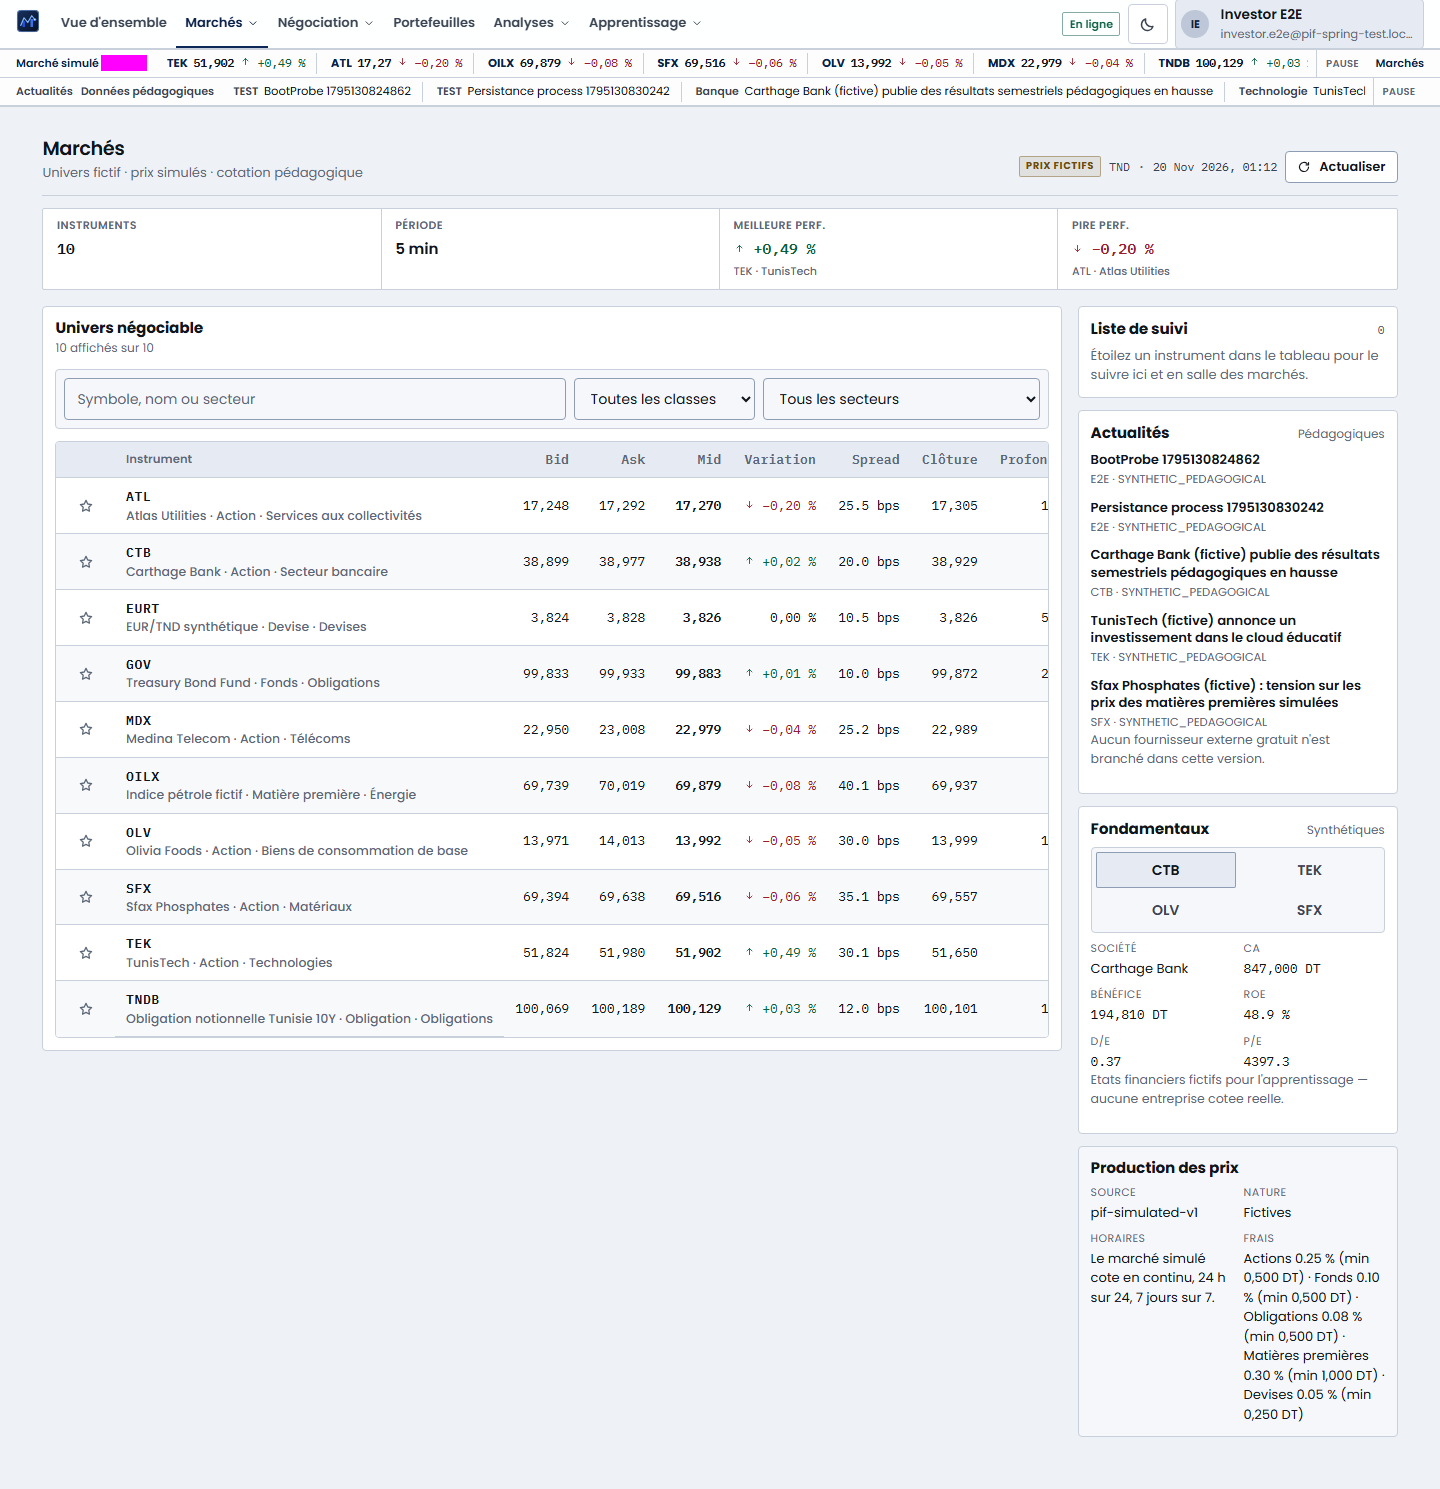 Vue d'ensemble
Marchés
Négociation
Portefeuilles
Analyses
Apprentissage
En ligne
IE
Investor E2E
investor.e2e@pif-spring-test.loc...
Marché simulé
TEK 51,902 ↑ +0,49 %
ATL 17,27 ↓ −0,20 %
OILX 69,879 ↓ −0,08 %
SFX 69,516 ↓ −0,06 %
OLV 13,992 ↓ −0,05 %
MDX 22,979 ↓ −0,04 %
TNDB 100,129 ↑ +0,03
PAUSE
Marchés
Actualités Données pédagogiques
TEST BootProbe 1795130824862
TEST Persistance process 1795130830242
Banque Carthage Bank (fictive) publie des résultats semestriels pédagogiques en hausse
Technologie TunisTecl
PAUSE
Marchés
Univers fictif · prix simulés · cotation pédagogique
PRIX FICTIFS
TND · 20 Nov 2026, 01:12
Actualiser
INSTRUMENTS
10
PÉRIODE
5 min
MEILLEURE PERF.
↑ +0,49 %
TEK · TunisTech
PIRE PERF.
↓ −0,20 %
ATL · Atlas Utilities
Univers négociable
10 affichés sur 10
Symbole, nom ou secteur
Toutes les classes
Tous les secteurs
Instrument Bid Ask Mid Variation Spread Clôture Profon
ATL
Atlas Utilities · Action · Services aux collectivités
17,248 17,292 17,270 ↓ −0,20 % 25.5 bps 17,305 1
CTB
Carthage Bank · Action · Secteur bancaire
38,899 38,977 38,938 ↑ +0,02 % 20.0 bps 38,929
EURT
EUR/TND synthétique · Devise · Devises
3,824 3,828 3,826 0,00 % 10.5 bps 3,826 5
GOV
Treasury Bond Fund · Fonds · Obligations
99,833 99,933 99,883 ↑ +0,01 % 10.0 bps 99,872 2
MDX
Medina Telecom · Action · Télécoms
22,950 23,008 22,979 ↓ −0,04 % 25.2 bps 22,989
OILX
Indice pétrole fictif · Matière première · Énergie
69,739 70,019 69,879 ↓ −0,08 % 40.1 bps 69,937
OLV
Olivia Foods · Action · Biens de consommation de base
13,971 14,013 13,992 ↓ −0,05 % 30.0 bps 13,999 1
SFX
Sfax Phosphates · Action · Matériaux
69,394 69,638 69,516 ↓ −0,06 % 35.1 bps 69,557
TEK
TunisTech · Action · Technologies
51,824 51,980 51,902 ↑ +0,49 % 30.1 bps 51,650
TNDB
Obligation notionnelle Tunisie 10Y · Obligation · Obligations
100,069 100,189 100,129 ↑ +0,03 % 12.0 bps 100,101 1
Liste de suivi
0
Étoilez un instrument dans le tableau pour le
suivre ici et en salle des marchés.
Actualités
Pédagogiques
BootProbe 1795130824862
E2E · SYNTHETIC_PEDAGOGICAL
Persistance process 1795130830242
E2E · SYNTHETIC_PEDAGOGICAL
Carthage Bank (fictive) publie des résultats
semestriels pédagogiques en hausse
CTB · SYNTHETIC_PEDAGOGICAL
TunisTech (fictive) annonce un
investissement dans le cloud éducatif
TEK · SYNTHETIC_PEDAGOGICAL
Sfax Phosphates (fictive) : tension sur les
prix des matières premières simulées
SFX · SYNTHETIC_PEDAGOGICAL
Aucun fournisseur externe gratuit n'est
branché dans cette version.
Fondamentaux
Synthétiques
CTB TEK
OLV SFX
SOCIÉTÉ CA
Carthage Bank 847,000 DT
BÉNÉFICE ROE
194,810 DT 48.9 %
D/E P/E
0.37 4397.3
Etats financiers fictifs pour l'apprentissage —
aucune entreprise cotee reelle.
Production des prix
SOURCE
pif-simulated-v1
NATURE
Fictives
HORAIRES
Le marché simulé
cote en continu, 24 h
sur 24, 7 jours sur 7.
FRAIS
Actions 0.25 % (min
0,500 DT) · Fonds 0.10
% (min 0,500 DT) ·
Obligations 0.08 %
(min 0,500 DT) ·
Matières premières
0.30 % (min 1,000 DT) ·
Devises 0.05 % (min
0,250 DT)